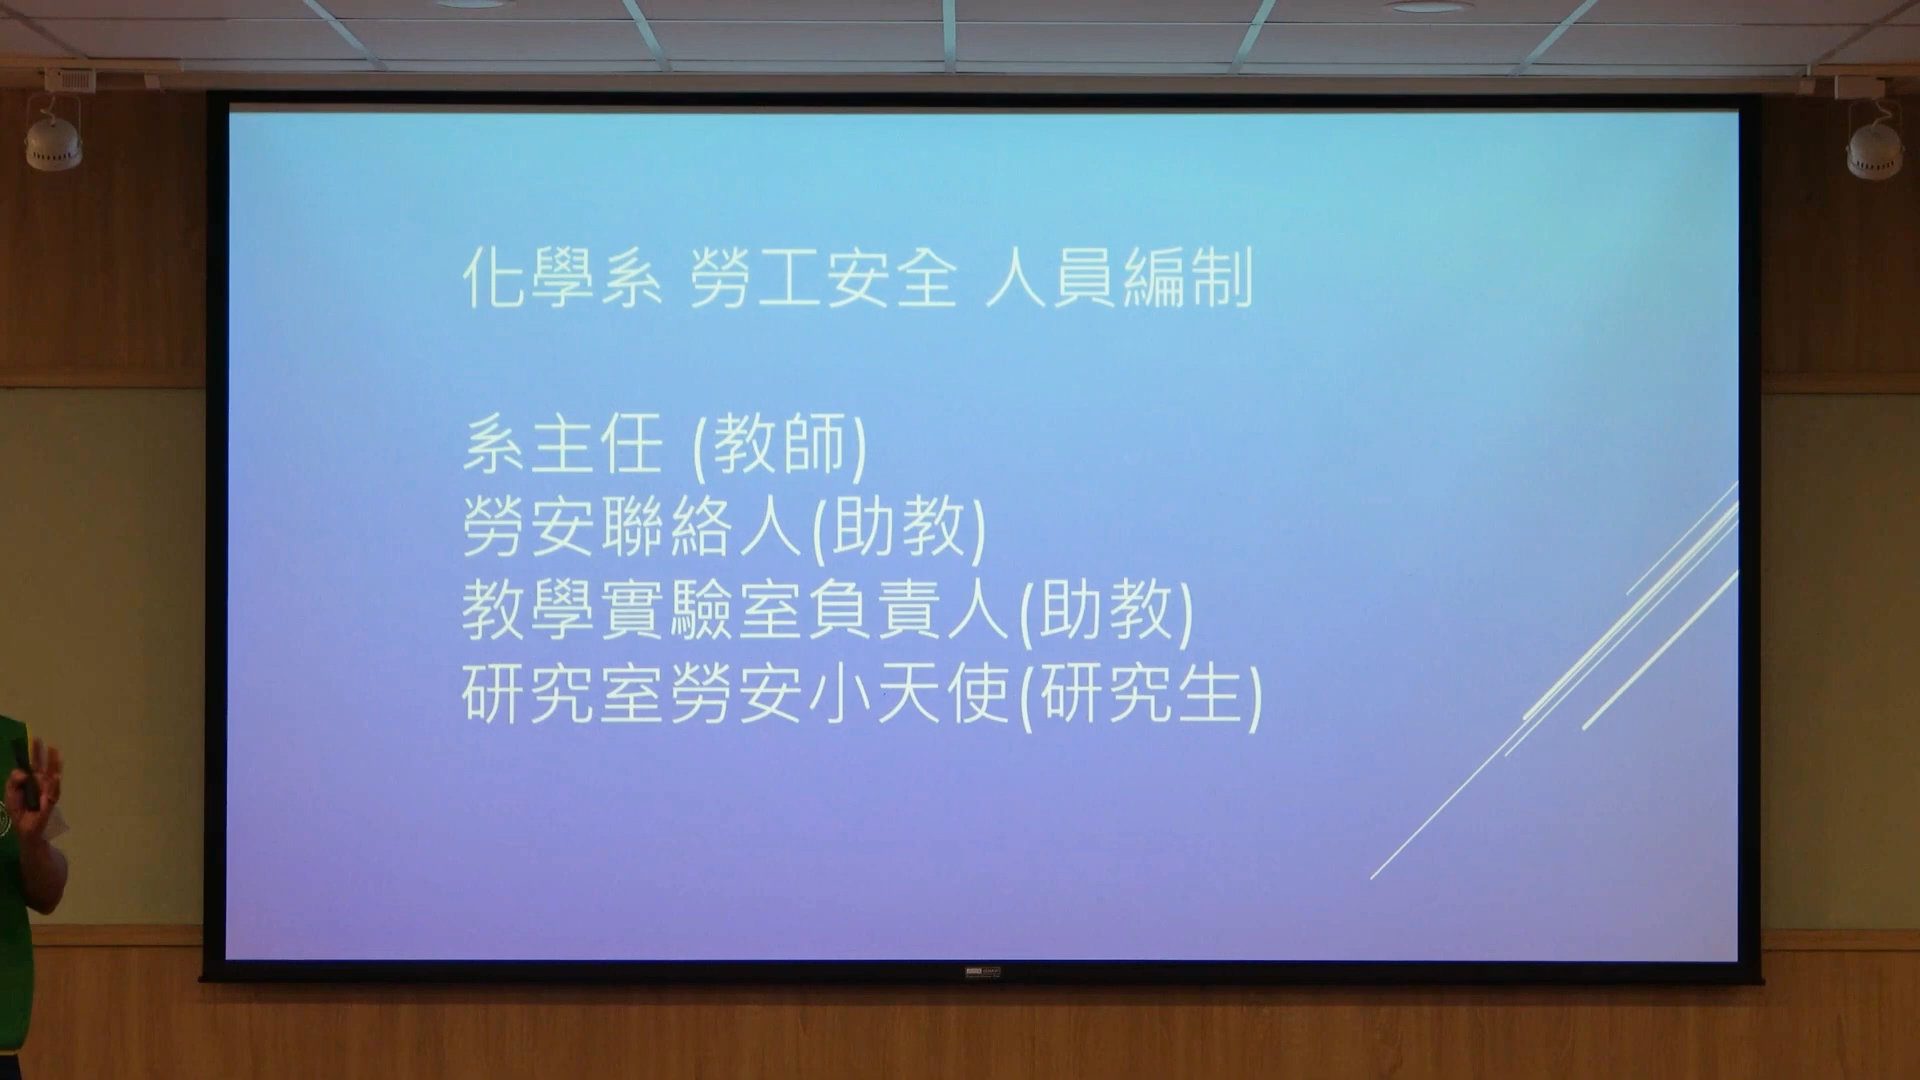 化學系 勞工安全 人員編制
系主任 (教師)
勞安聯絡人(助教)
教學實驗室負責人(助教)
研究室勞安小天使(研究生)